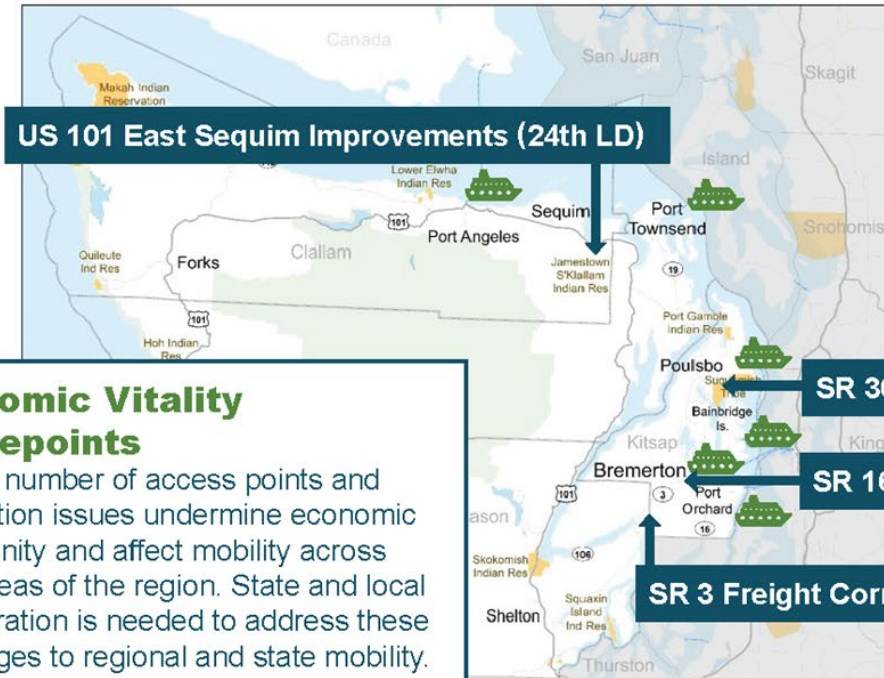 Canada
San Juan
Skagit
Makah Indian
Reservation
US 101 East Sequim Improvements (24th LD)
Island
Lower Elwha
Indian Res
Sequim
Port
Townsend
Snohomis
101
Port Angeles
Quileute
Ind Res
Forks
Clallam
Jamestown
S'Klallam
Indian Res
19
101
Hoh Indian
Res
Port Gamble
Indian Res
Poulsbo
SR 30
Bainbridge
Is.
Kitsap
King
Bremerton
SR 16
101
3
Port
Orchard
16
ason
106
Skokomish
Indian Res
SR 3 Freight Corr
Squaxin
Island
Ind Res
Shelton
Thurston
omic Vitality
epoints
number of access points and
tion issues undermine economic
nity and affect mobility across
eas of the region. State and local
ration is needed to address these
ges to regional and state mobility.